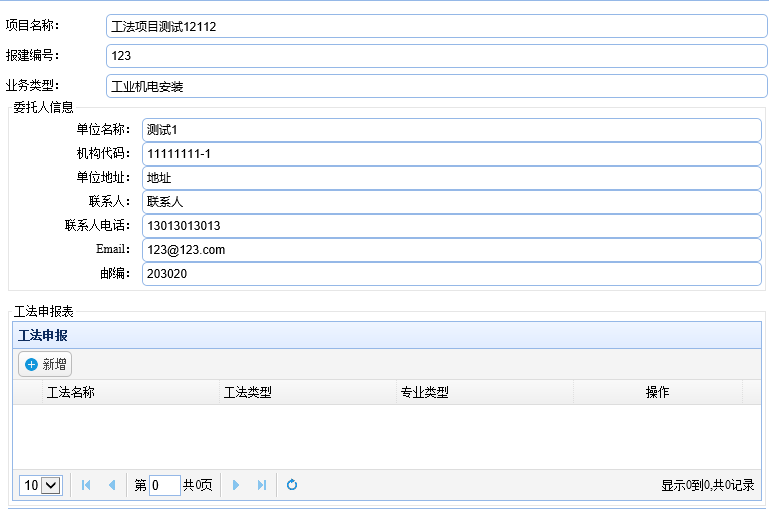 项目名称： 工法项目测试12112
报建编号： 123
业务类型： 工业机电安装
委托人信息
单位名称： 测试1
机构代码： 11111111-1
单位地址： 地址
联系人： 联系人
联系人电话： 13013013013
Email： 123@123.com
邮编： 203020
工法申报表
工法申报
新增
工法名称 工法类型 专业类型 操作
10 第 0 共0页 显示0到0,共0记录